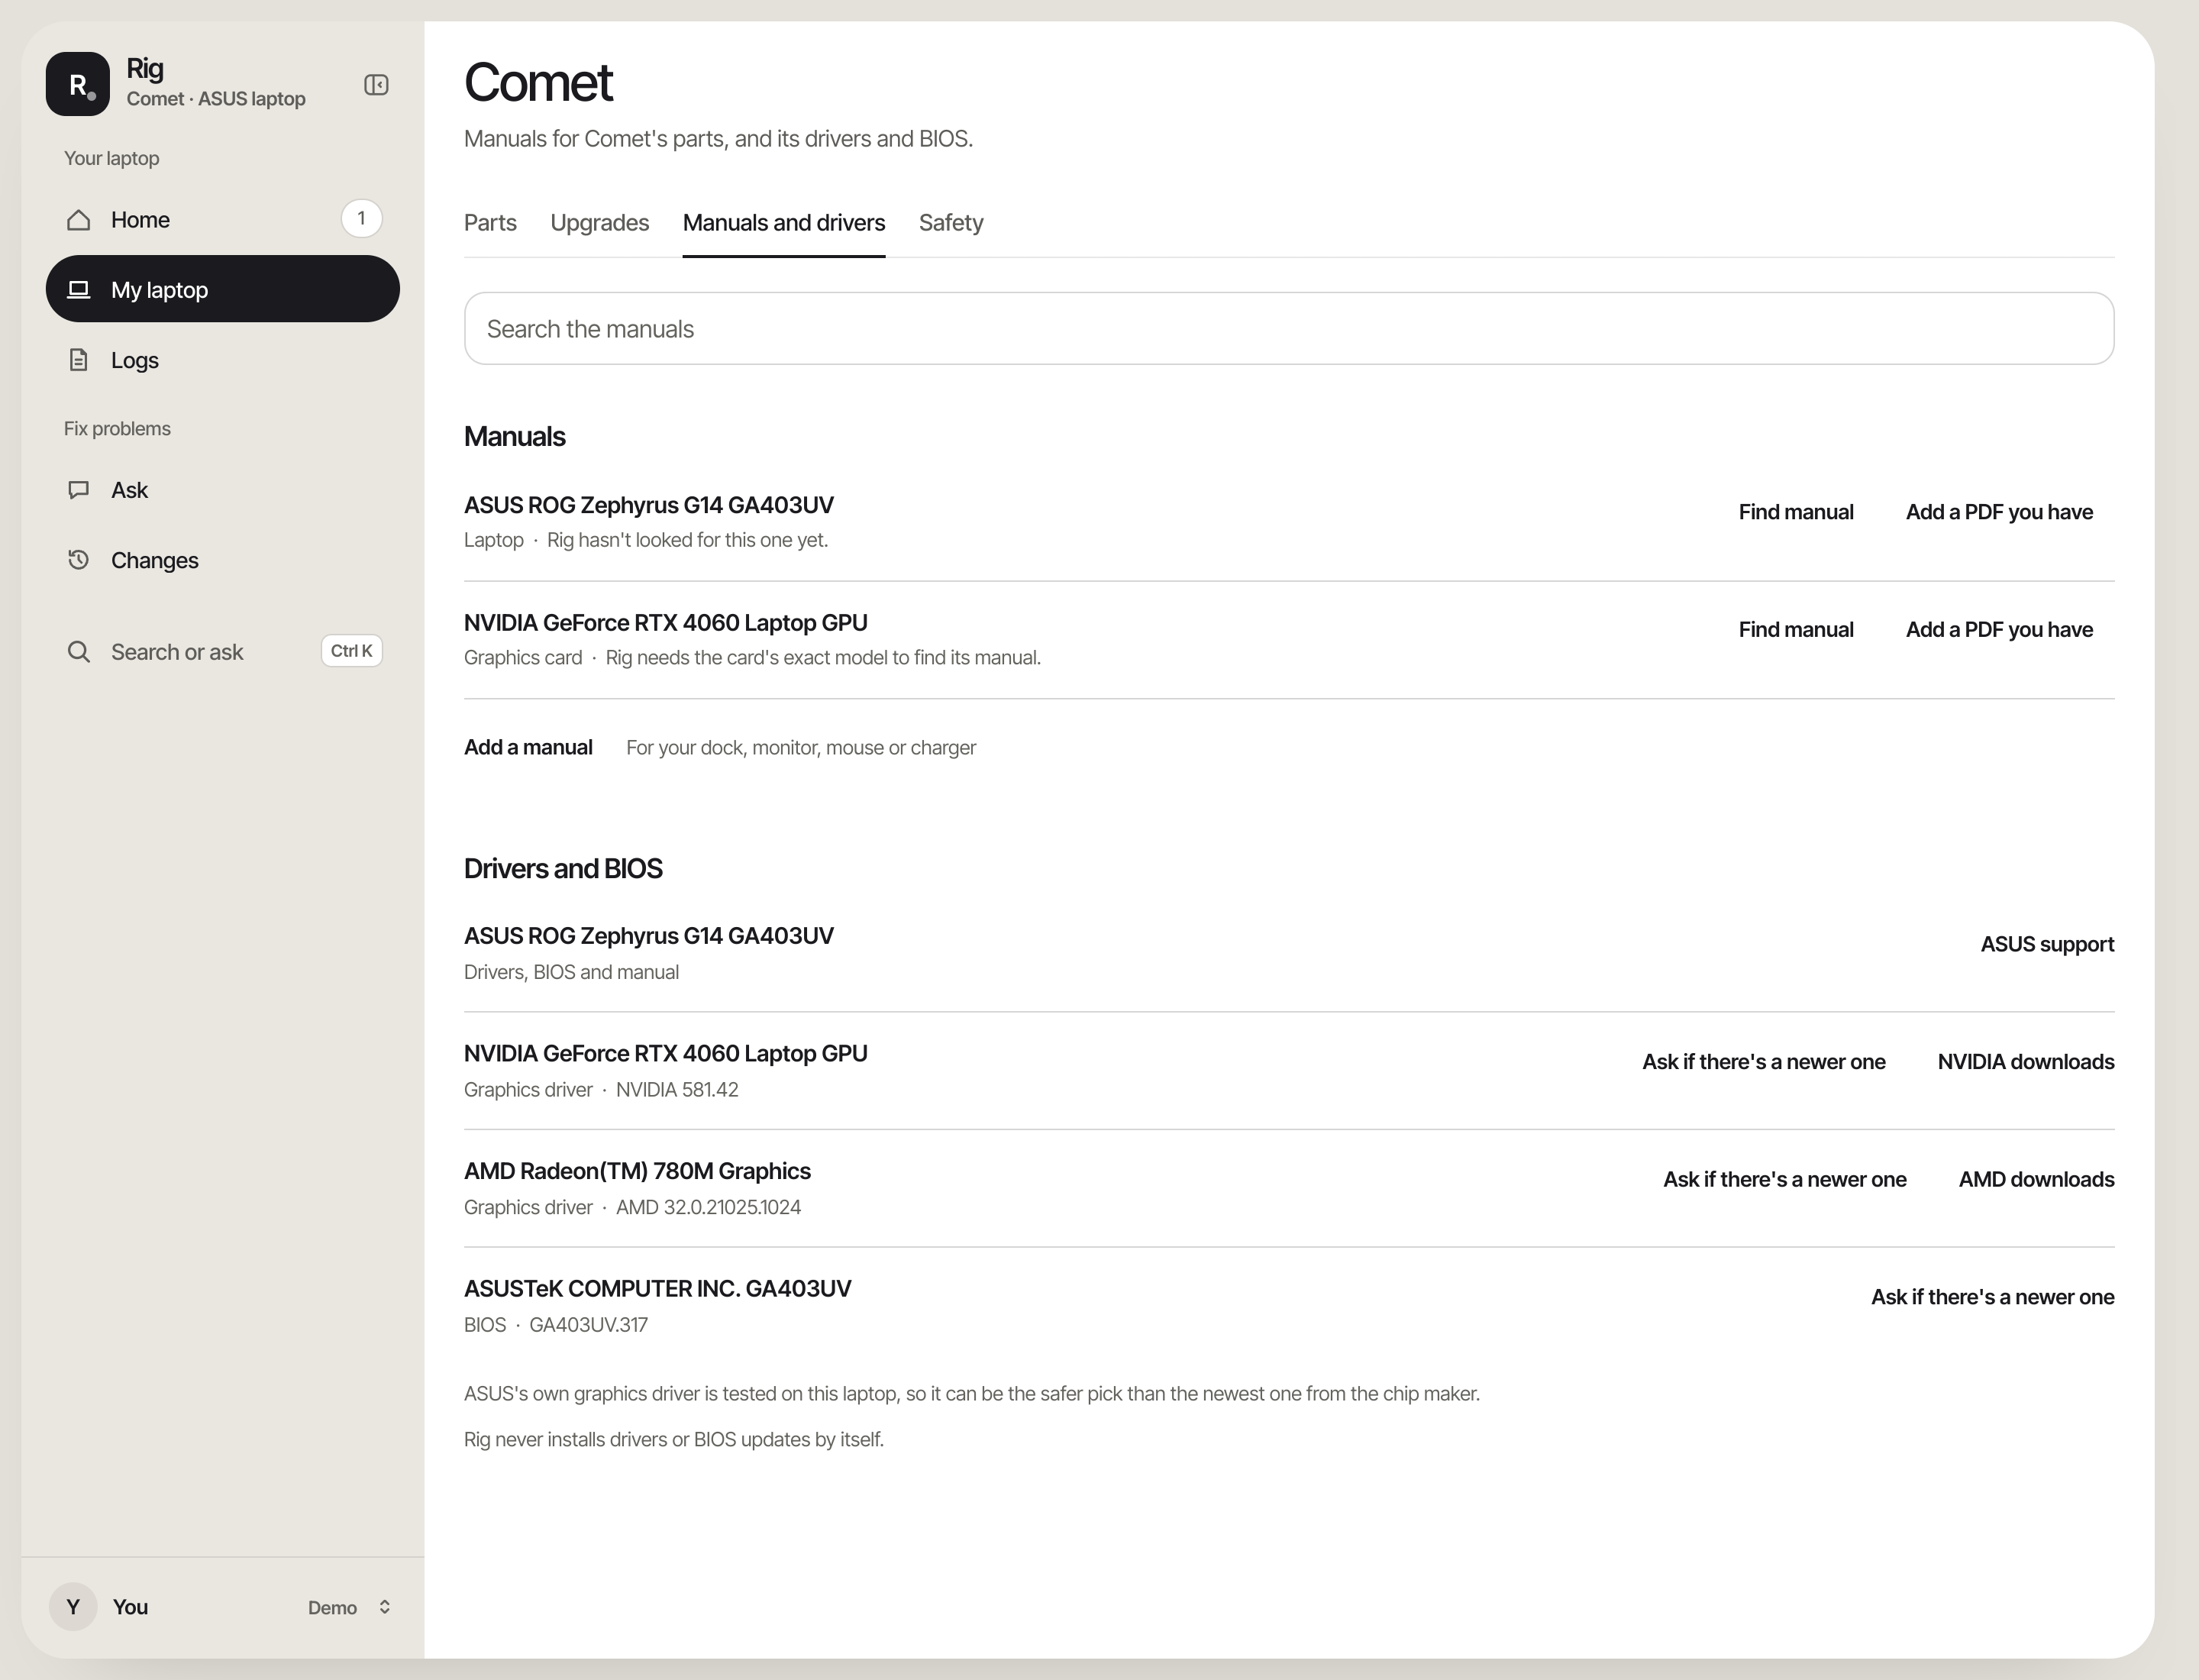 R
Rig
Comet · ASUS laptop
Your laptop
Home 1
My laptop
Logs
Fix problems
Ask
Changes
Search or ask Ctrl K
Y You Demo
Comet
Manuals for Comet's parts, and its drivers and BIOS.
Parts Upgrades Manuals and drivers Safety
Search the manuals
Manuals
ASUS ROG Zephyrus G14 GA403UV
Laptop · Rig hasn't looked for this one yet.
Find manual Add a PDF you have
NVIDIA GeForce RTX 4060 Laptop GPU
Graphics card · Rig needs the card's exact model to find its manual.
Find manual Add a PDF you have
Add a manual For your dock, monitor, mouse or charger
Drivers and BIOS
ASUS ROG Zephyrus G14 GA403UV
Drivers, BIOS and manual
ASUS support
NVIDIA GeForce RTX 4060 Laptop GPU
Graphics driver · NVIDIA 581.42
Ask if there's a newer one NVIDIA downloads
AMD Radeon(TM) 780M Graphics
Graphics driver · AMD 32.0.21025.1024
Ask if there's a newer one AMD downloads
ASUSTeK COMPUTER INC. GA403UV
BIOS · GA403UV.317
Ask if there's a newer one
ASUS's own graphics driver is tested on this laptop, so it can be the safer pick than the newest one from the chip maker.
Rig never installs drivers or BIOS updates by itself.